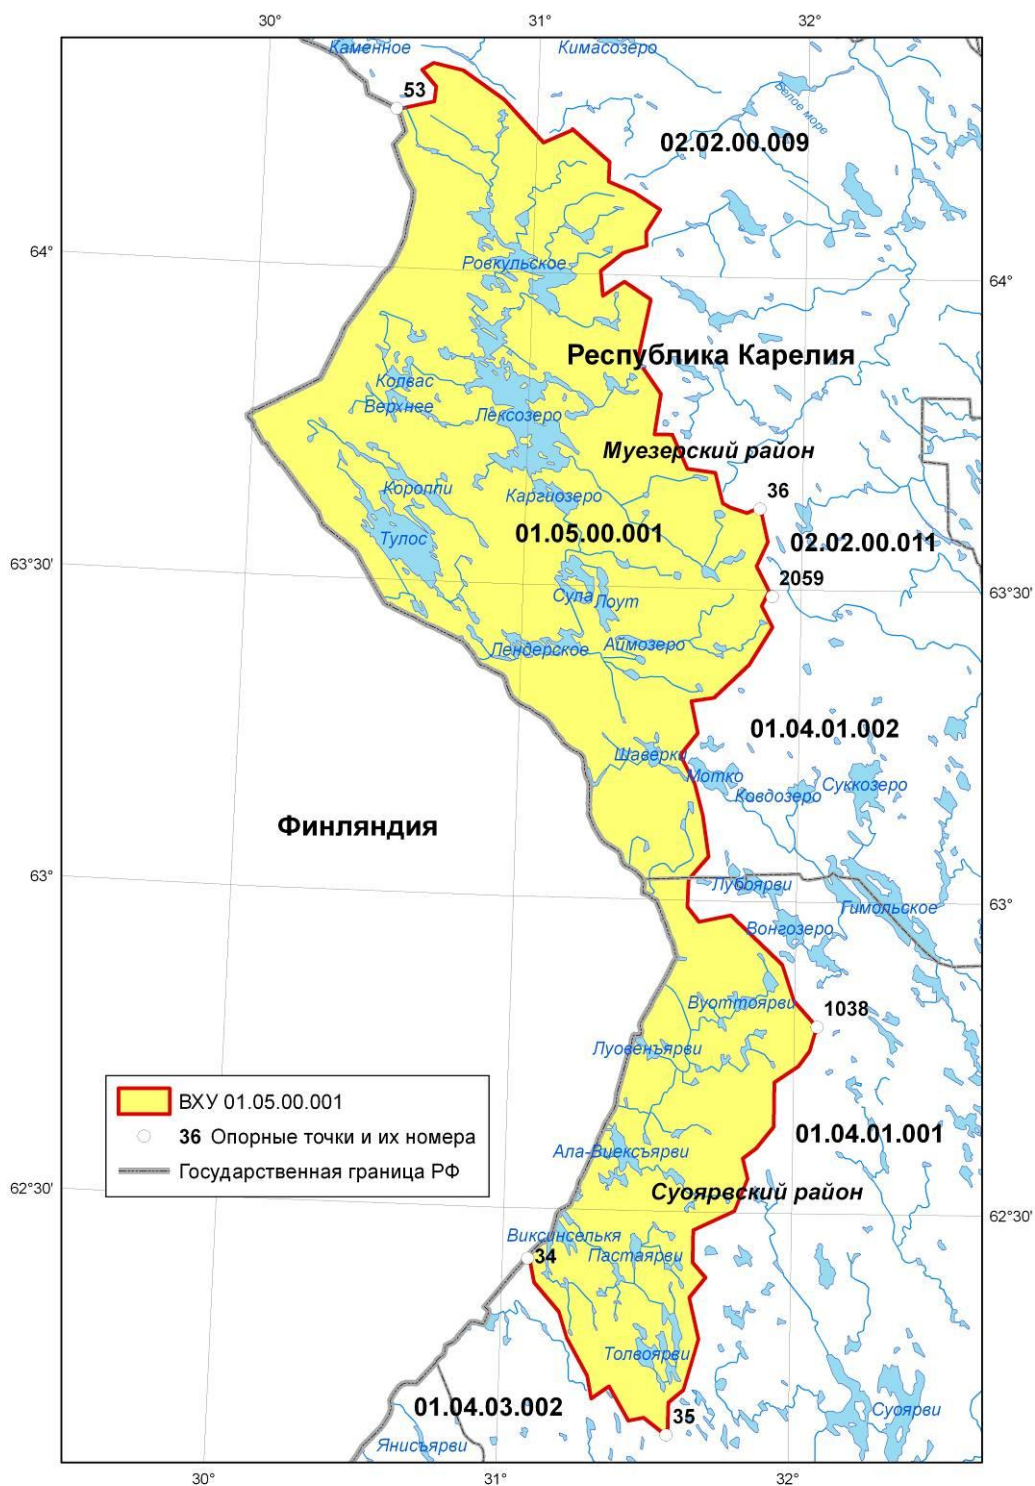 30°
31°
32°
Каменное
Кимасозеро
53
Белое море
02.02.00.009
64°
Ровкульское
64°
Республика Карелия
Колвас
Верхнее
Лексозеро
Муезерский район
Короппи
Каргиозеро
36
Тулос
01.05.00.001
02.02.00.011
63°30'
2059
63°30'
Сула
Лоут
Лендерское
Аймозеро
01.04.01.002
Шаверки
Мотко
Суккозеро
Ковдозеро
Финляндия
63°
Лубоярви
63°
Гимольское
Вонгозеро
Вуоттоярви
1038
Луовенъярви
ВХУ 01.05.00.001
36 Опорные точки и их номера
Государственная граница РФ
01.04.01.001
Ала-Виексъярви
62°30'
Суоярвский район
62°30'
Виксинселькя
34
Пастаярви
Толвоярви
01.04.03.002
35
Суоярви
Янисъярви
30°
31°
32°